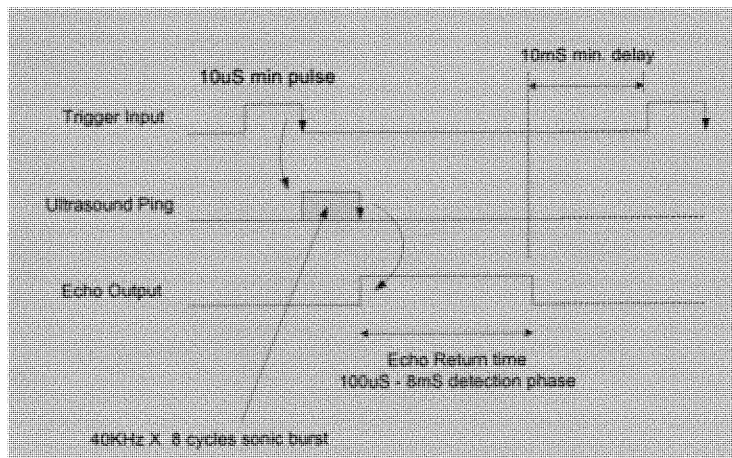 10mS min. delay
10uS min pulse
Trigger Input
Ultrasound Ping
Echo Output
Echo Return time
100uS - 8mS detection phase
40KHz X 8 cycles sonic burst